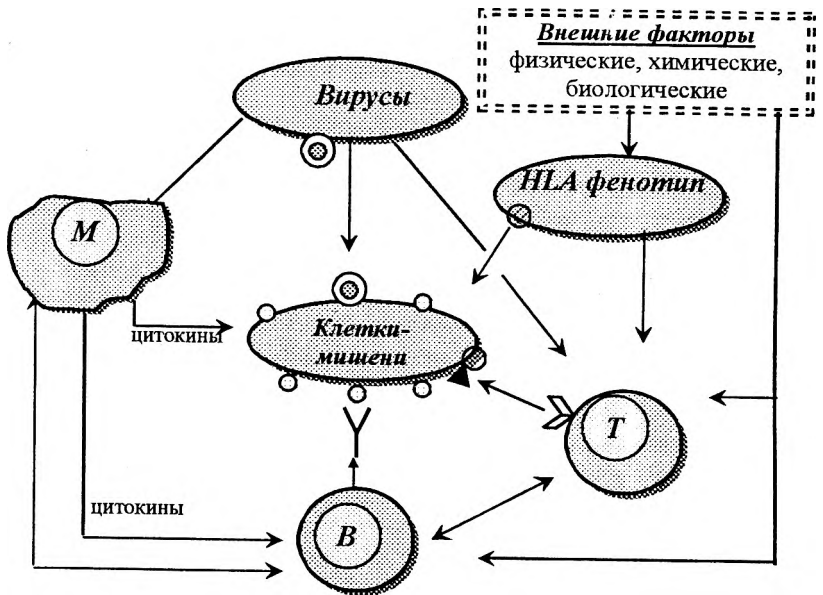 Внешние факторы
физические, химические,
биологические
Вирусы
HLA фенотип
М
Клетки-
мишени
цитокины
Т
цитокины
В